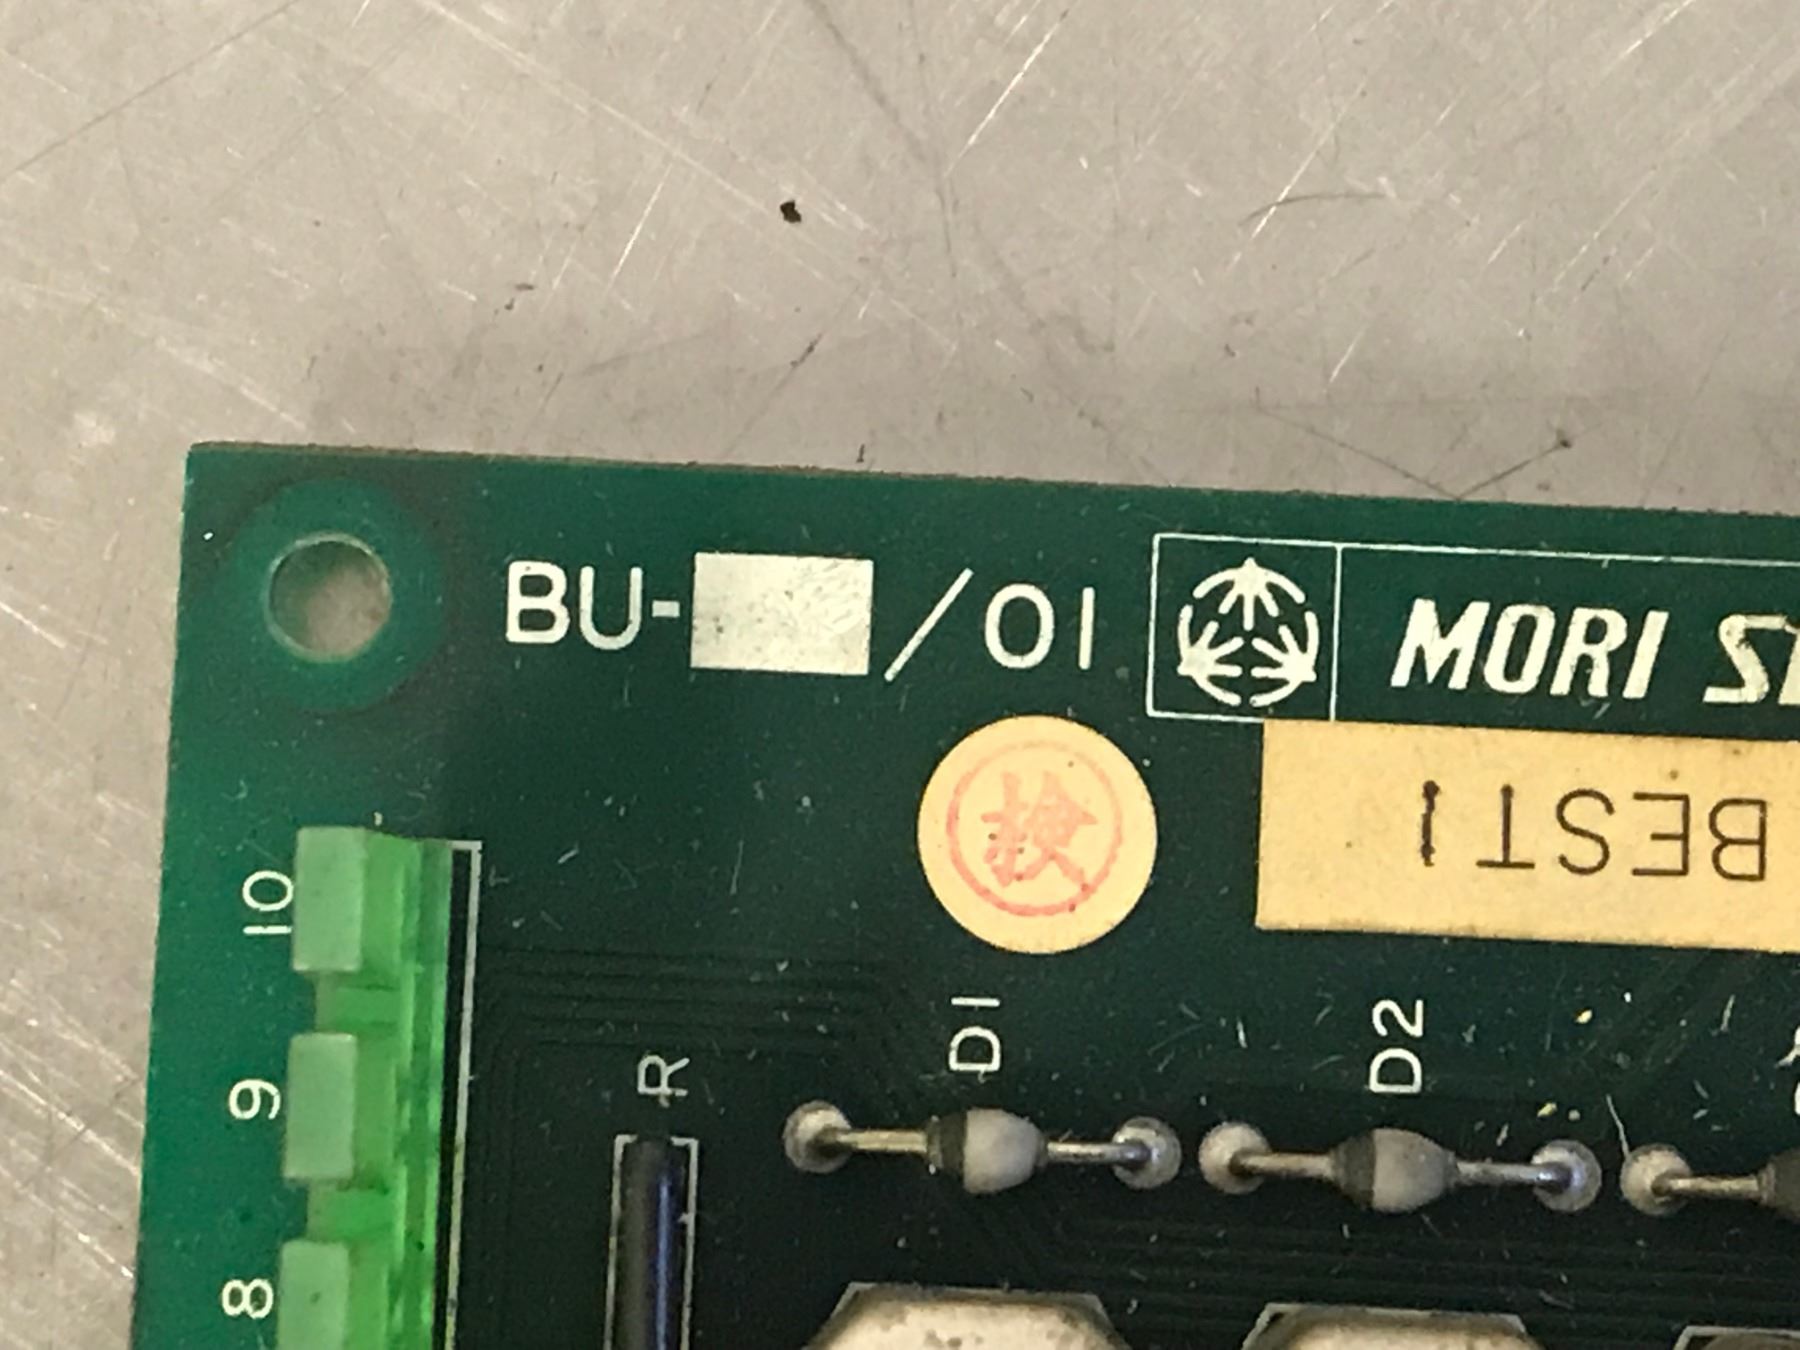 BU-
/01
MORI
検
BEST1
10
9
8
R
D1
D2